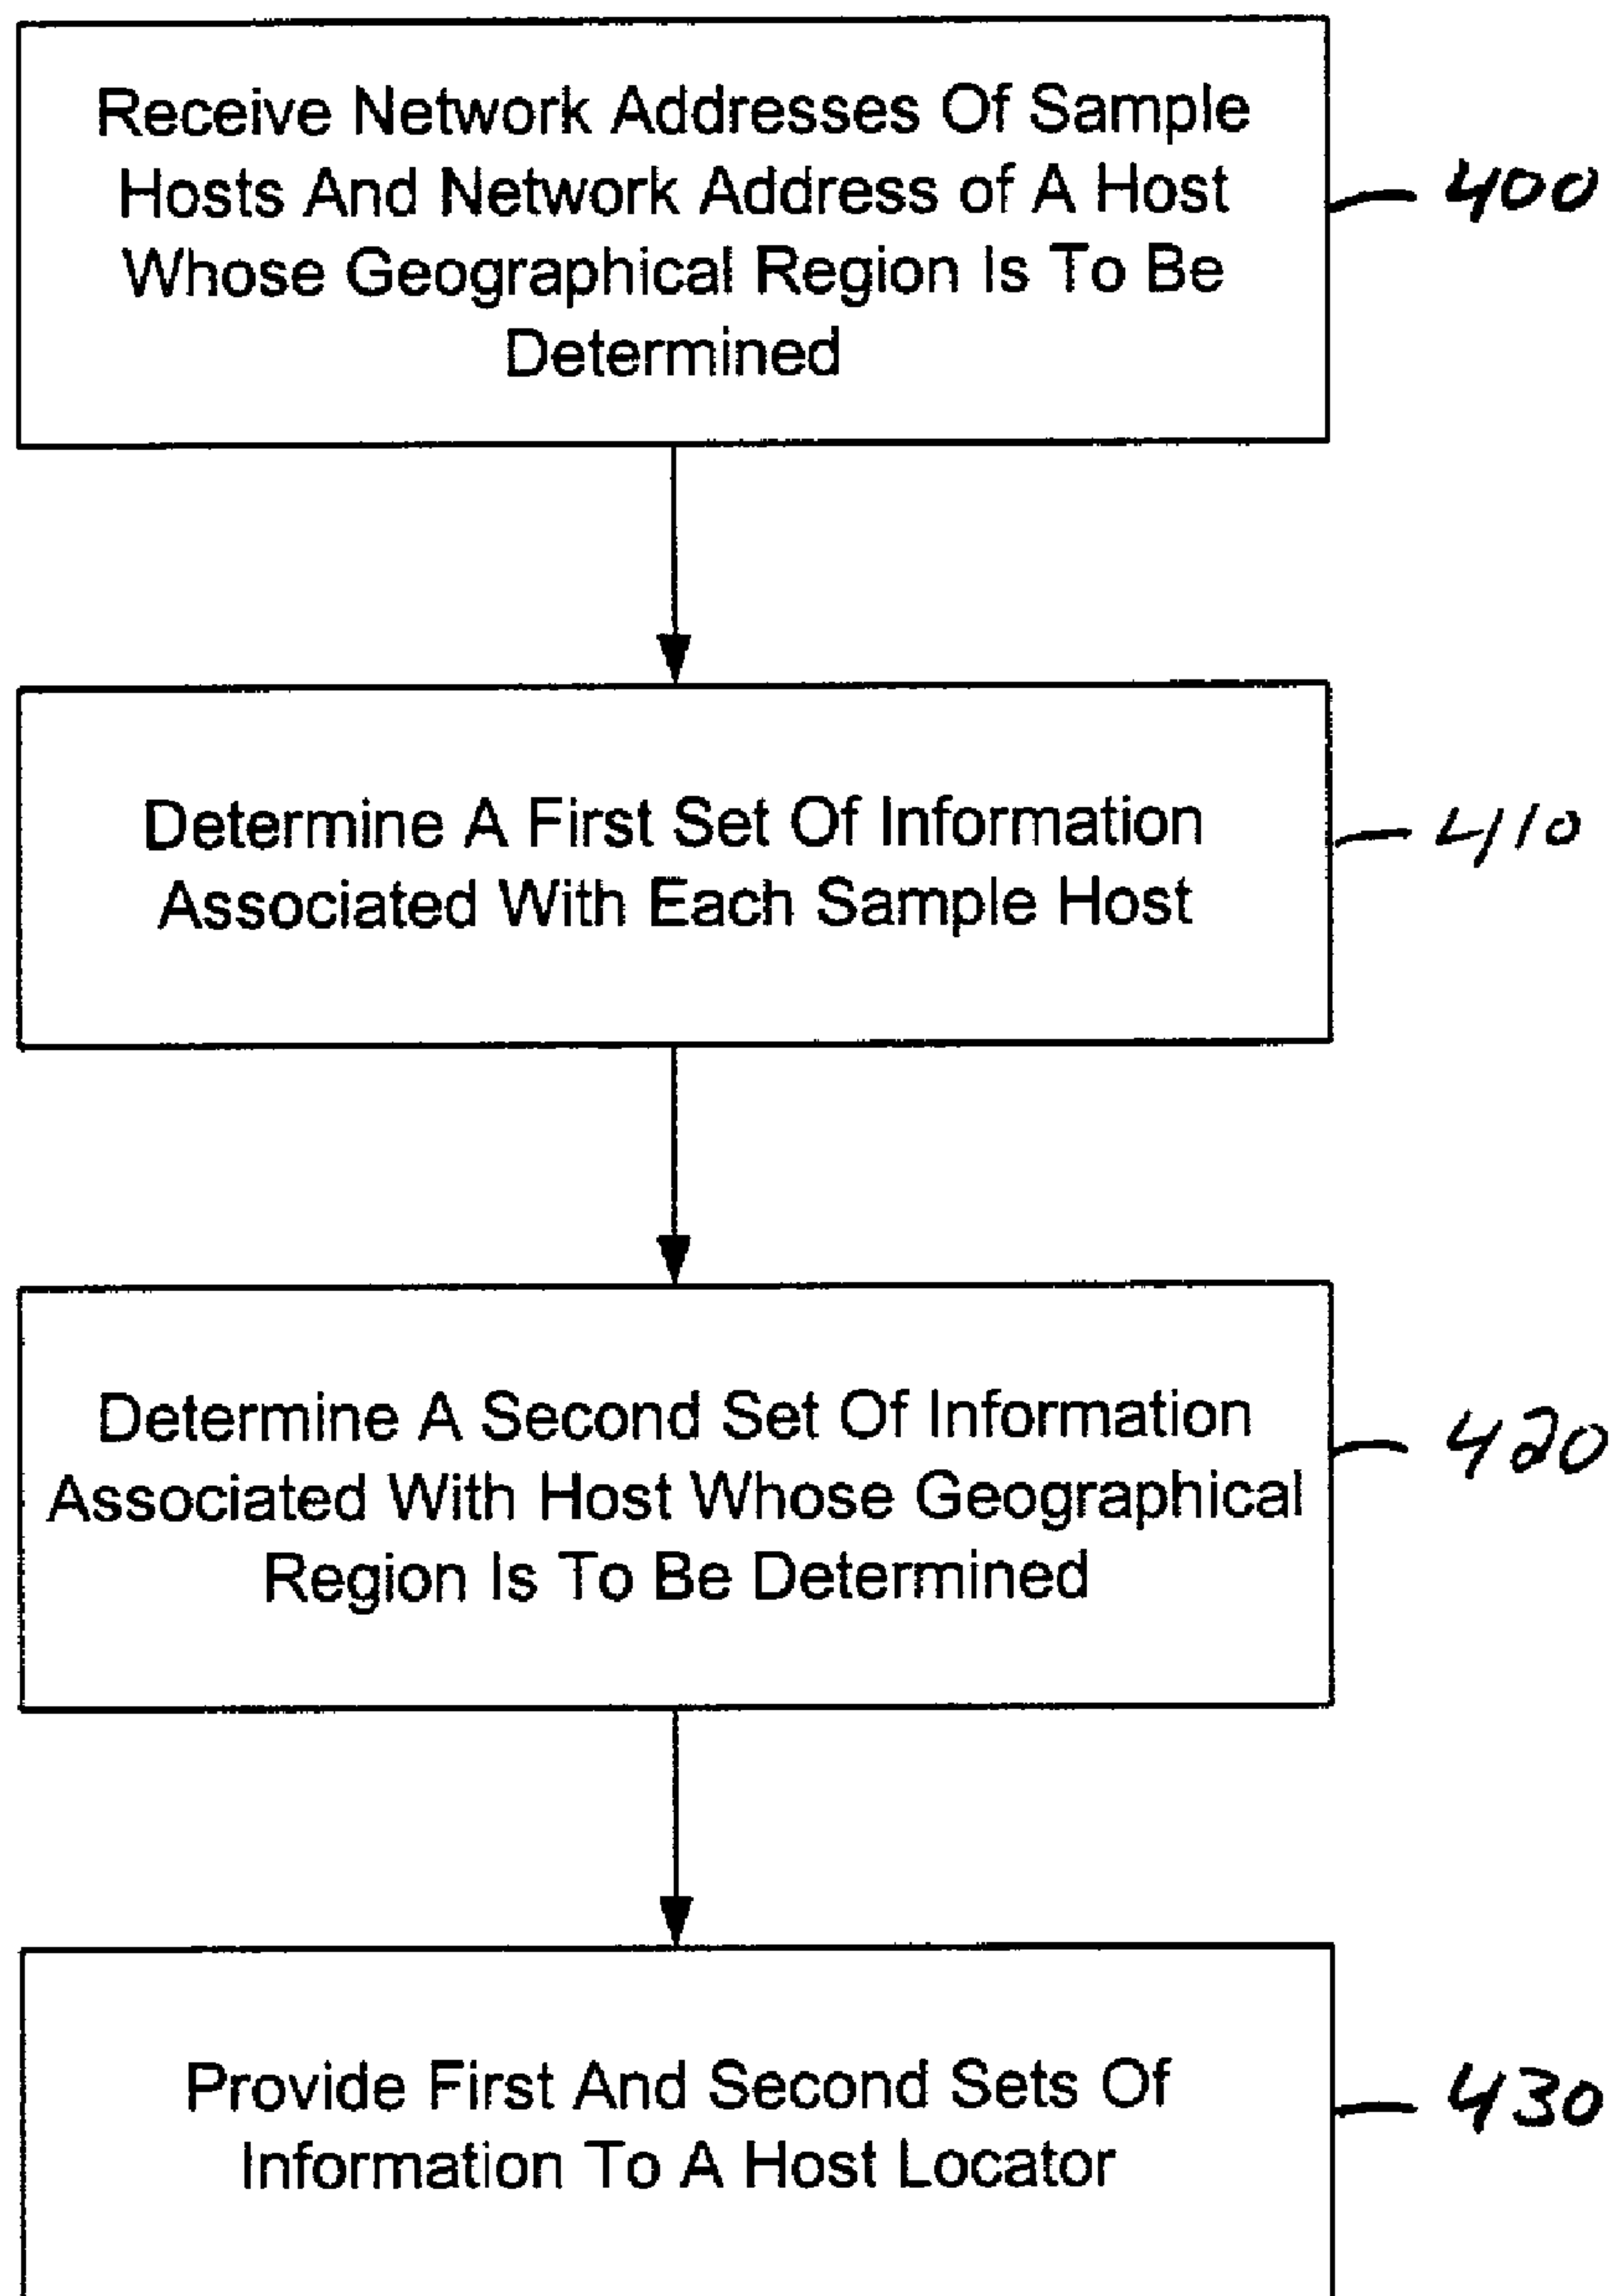 Receive Network Addresses Of Sample
Hosts And Network Address of A Host
Whose Geographical Region Is To Be
Determined
400
Determine A First Set Of Information
Associated With Each Sample Host
410
Determine A Second Set Of Information
Associated With Host Whose Geographical
Region Is To Be Determined
420
Provide First And Second Sets Of
Information To A Host Locator
430